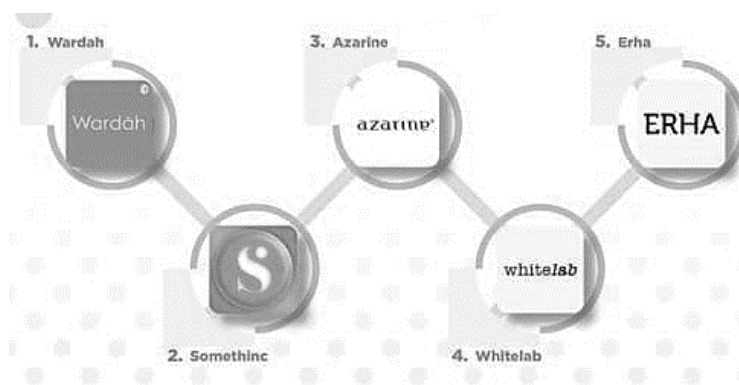 1. Wardah
Wardah
2. Somethinc
S
3. Azarine
azarine
4. Whitelab
whitelab
5. Erha
ERHA